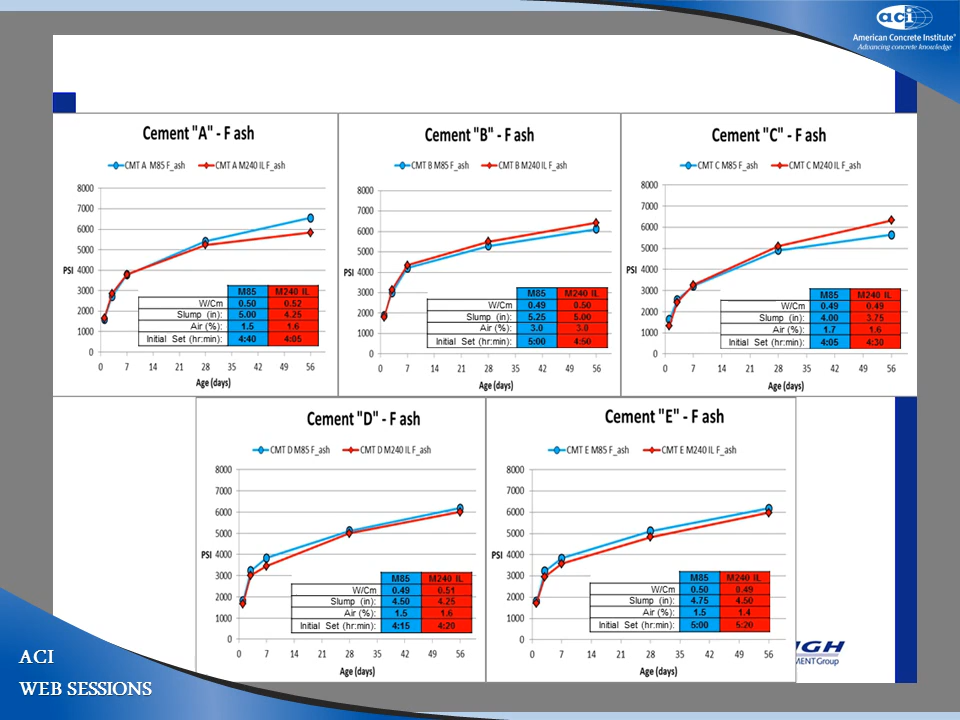 aci
American Concrete Institute®
Advancing concrete knowledge
Cement "A" - F ash
CMT A M85 F_ash CMT A M240 IL F_ash
8000
7000
6000
5000
PSI 4000
3000
2000
1000
0
0 7 14 21 28 35 42 49 56
Age (days)
M85 M240 IL
W/Cm 0.50 0.52
Slump (in): 5.00 4.25
Air (%): 1.5 1.6
Initial Set (hr:min): 4:40 4:05
Cement "B" - F ash
CMT B M85 F_ash CMT B M240 IL F_ash
8000
7000
6000
5000
PSI 4000
3000
2000
1000
0
0 7 14 21 28 35 42 49 56
Age (days)
M85 M240 IL
W/Cm 0.49 0.50
Slump (in): 5.25 5.00
Air (%): 3.0 3.0
Initial Set (hr:min): 5:00 4:50
Cement "C" - F ash
CMT C M85 F_ash CMT C M240 IL F_ash
8000
7000
6000
5000
PSI 4000
3000
2000
1000
0
0 7 14 21 28 35 42 49 56
Age (days)
M85 M240 IL
W/Cm 0.49 0.49
Slump (in): 4.00 3.75
Air (%): 1.7 1.6
Initial Set (hr:min): 4:05 4:30
Cement "D" - F ash
CMT D M85 F_ash CMT D M240 IL F_ash
8000
7000
6000
5000
PSI 4000
3000
2000
1000
0
0 7 14 21 28 35 42 49 56
Age (days)
M85 M240 IL
W/Cm 0.49 0.51
Slump (in): 4.50 4.25
Air (%): 1.5 1.6
Initial Set (hr:min): 4:15 4:20
Cement "E" - F ash
CMT E M85 F_ash CMT E M240 IL F_ash
8000
7000
6000
5000
PSI 4000
3000
2000
1000
0
0 7 14 21 28 35 42 49 56
Age (days)
M85 M240 IL
W/Cm 0.50 0.49
Slump (in): 4.75 4.50
Air (%): 1.5 1.4
Initial Set (hr:min): 5:00 5:20
IGH
MENT Group
ACI
WEB SESSIONS